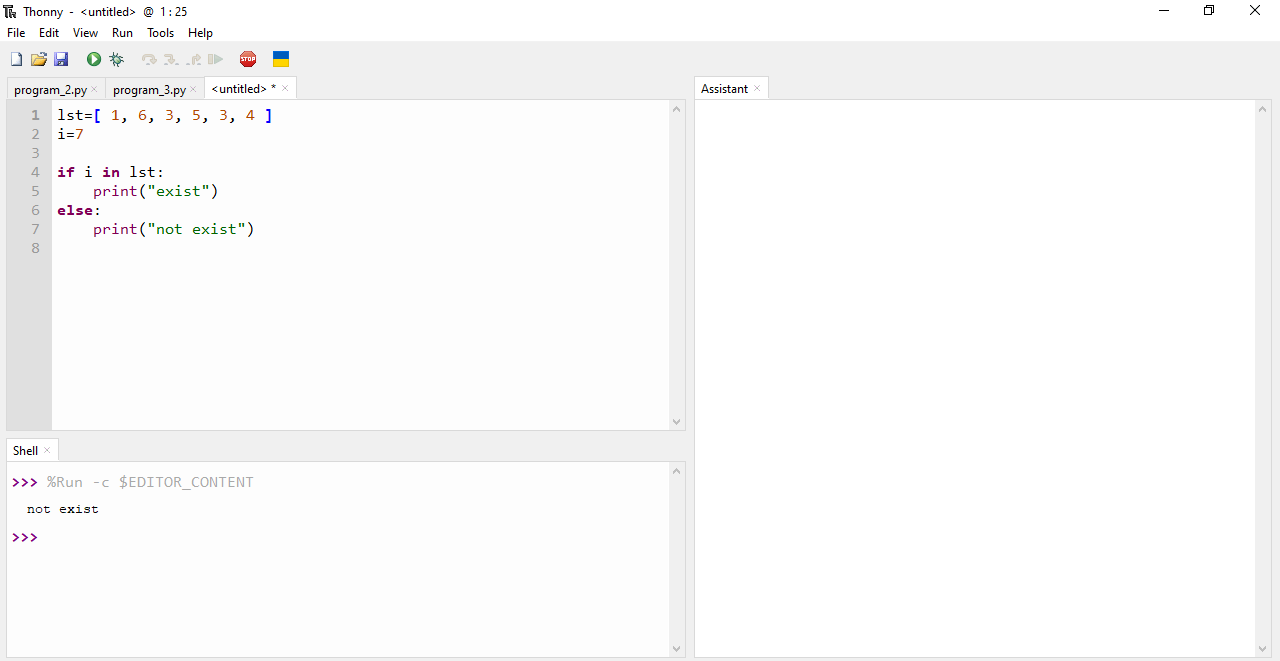 Thonny - <untitled> @ 1:25
File Edit View Run Tools Help
STOP
program_2.py program_3.py <untitled> *
1 lst=[ 1, 6, 3, 5, 3, 4 ]
2 i=7
3
4 if i in lst:
5 print("exist")
6 else:
7 print("not exist")
8
Shell
>>> %Run -c $EDITOR_CONTENT
not exist
>>>
Assistant